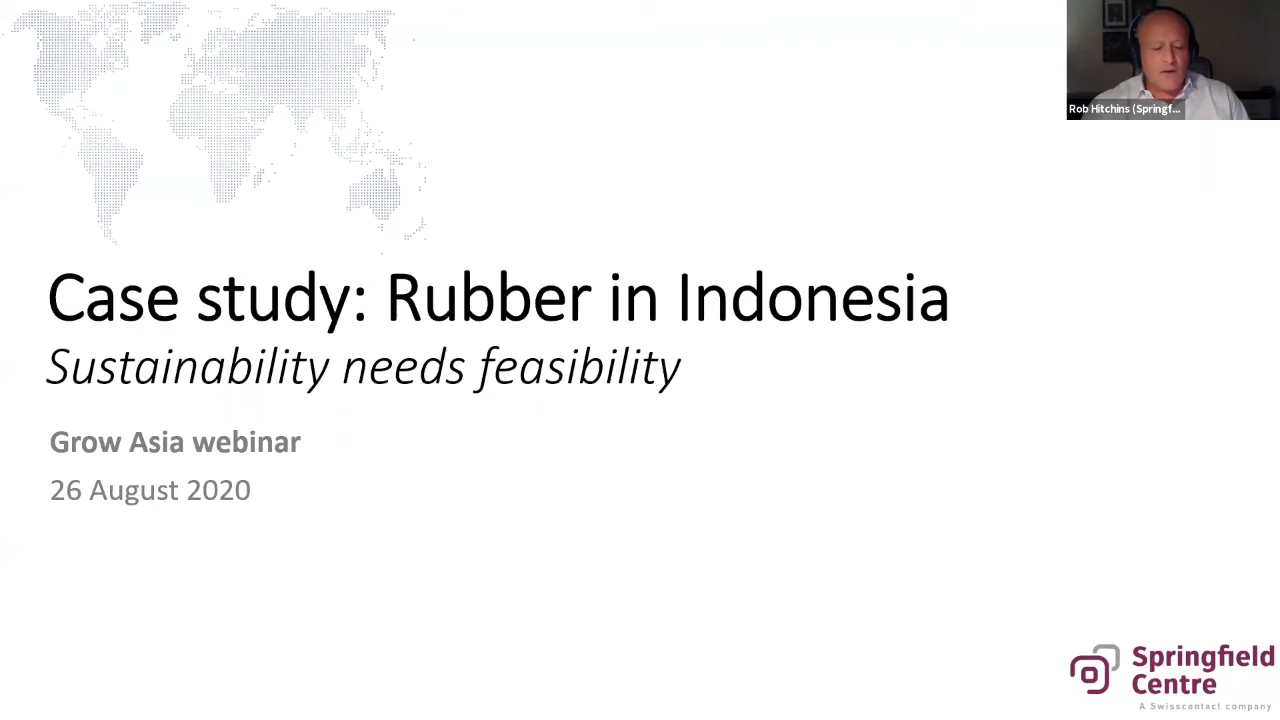 Rob Hitchins (Springf...
Case study: Rubber in Indonesia
Sustainability needs feasibility
Grow Asia webinar
26 August 2020
Springfield
Centre
A Swisscontact company